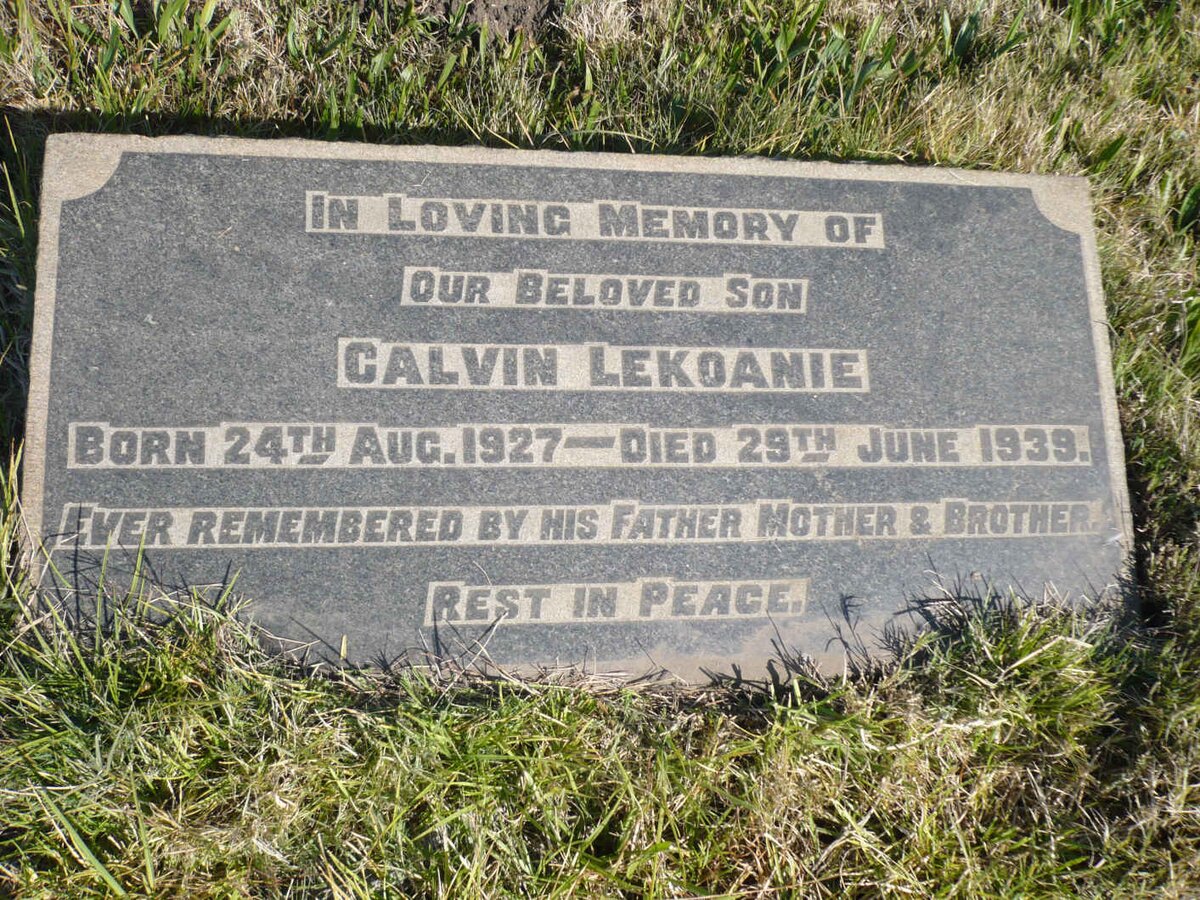 In Loving Memory of
Our Beloved Son
Calvin Lekoanie
Born 24th Aug. 1927 — Died 29th June 1939.
Ever remembered by his Father Mother & Brother.
Rest in Peace.